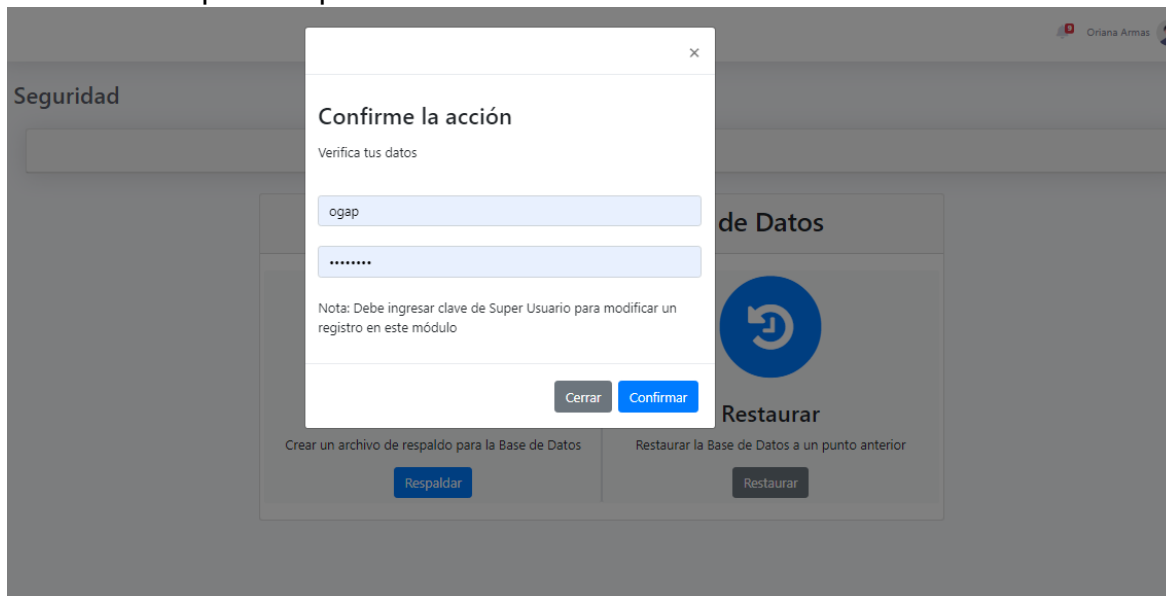 Oriana Armas
×
Seguridad
Confirme la acción
Verifica tus datos
ogap
••••••••
Nota: Debe ingresar clave de Super Usuario para modificar un
registro en este módulo
Cerrar
Confirmar
de Datos
Restaurar
Crear un archivo de respaldo para la Base de Datos
Restaurar la Base de Datos a un punto anterior
Respaldar
Restaurar